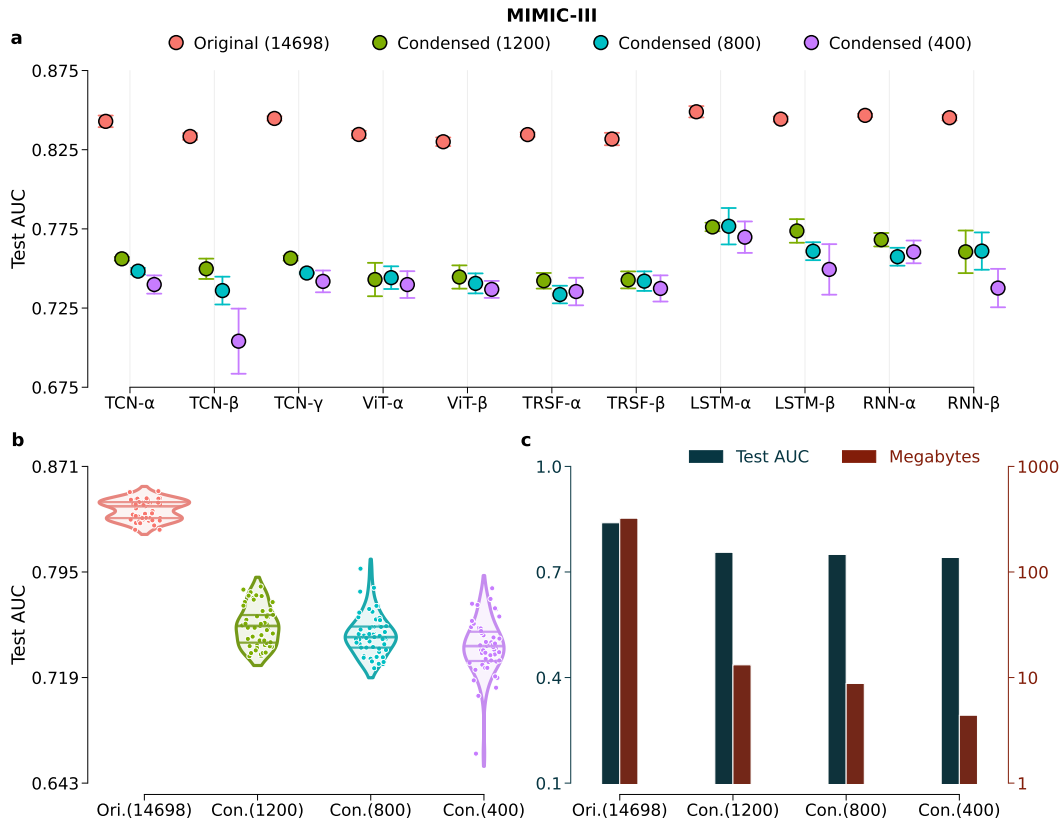 MIMIC-III
a
Original (14698) Condensed (1200) Condensed (800) Condensed (400)
Test AUC
0.875
0.825
0.775
0.725
0.675
TCN-α TCN-β TCN-γ ViT-α ViT-β TRSF-α TRSF-β LSTM-α LSTM-β RNN-α RNN-β
b
Test AUC
0.871
0.795
0.719
0.643
Ori.(14698) Con.(1200) Con.(800) Con.(400)
c
Test AUC Megabytes
1.0 1000
0.7 100
0.4 10
0.1 1
Ori.(14698) Con.(1200) Con.(800) Con.(400)